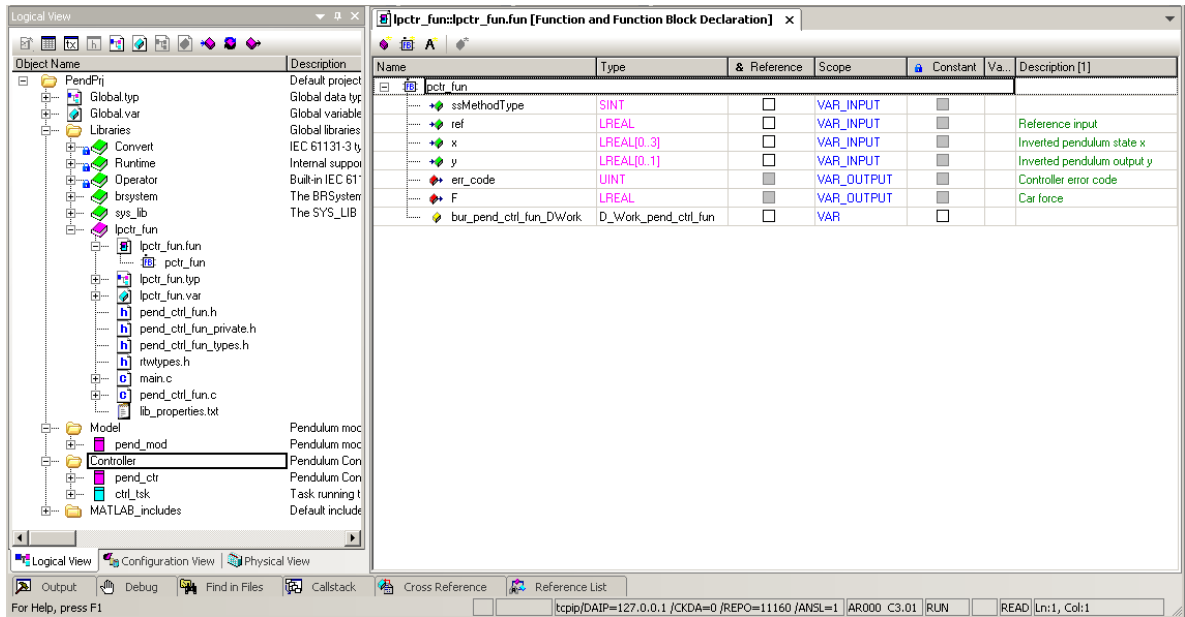 Logical View
lpctr_fun::lpctr_fun.fun [Function and Function Block Declaration]
Object Name Description
PendPrj Default project
Global.typ Global data typ
Global.var Global variable
Libraries Global libraries
Convert IEC 61131-3 ty
Runtime Internal suppor
Operator Built-in IEC 611
brsystem The BRSystem
sys_lib The SYS_LIB
lpctr_fun
lpctr_fun.fun
pctr_fun
lpctr_fun.typ
lpctr_fun.var
pend_ctrl_fun.h
pend_ctrl_fun_private.h
pend_ctrl_fun_types.h
rtwtypes.h
main.c
pend_ctrl_fun.c
lib_properties.txt
Model Pendulum moc
pend_mod Pendulum moc
Controller Pendulum Con
pend_ctr Pendulum Con
ctrl_tsk Task running t
MATLAB_includes Default include
Logical View Configuration View Physical View
Name Type & Reference Scope Constant Va... Description [1]
pctr_fun
ssMethodType SINT VAR_INPUT
ref LREAL VAR_INPUT Reference input
x LREAL[0..3] VAR_INPUT Inverted pendulum state x
y LREAL[0..1] VAR_INPUT Inverted pendulum output y
err_code UINT VAR_OUTPUT Controller error code
F LREAL VAR_OUTPUT Car force
bur_pend_ctrl_fun_DWork D_Work_pend_ctrl_fun VAR
Output Debug Find in Files Callstack Cross Reference Reference List
For Help, press F1 tcpip/DAIP=127.0.0.1 /CKDA=0 /REPO=11160 /ANSL=1 AR000 C3.01 RUN READ Ln:1, Col:1